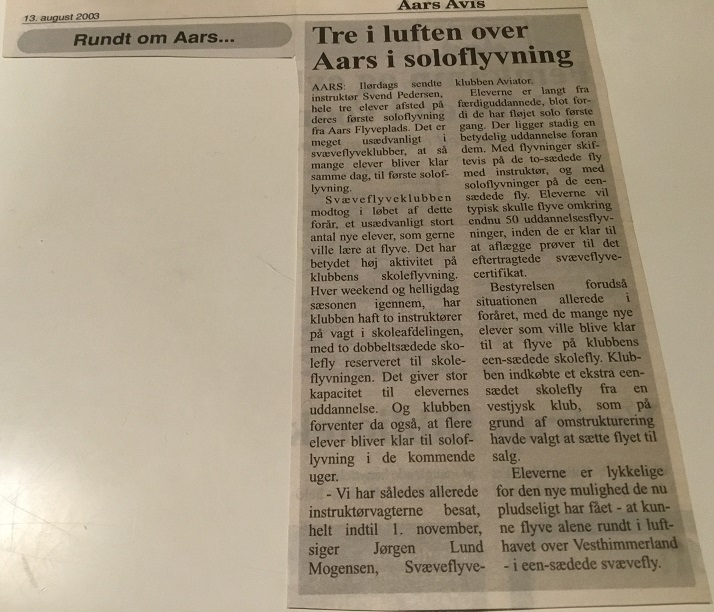 Aars Avis
13. august 2003
Rundt om Aars...
Tre i luften over
Aars i soloflyvning
AARS: Ilørdags sendte
instruktør Svend Pedersen,
hele tre elever afsted på
deres første soloflyvning
fra Aars Flyveplads. Det er
meget usædvanligt i
svæveflyveklubber, at så
mange elever bliver klar
samme dag, til første solof-
lyvning.
Svæveflyveklubben
modtog i løbet af dette
forår, et usædvanligt stort
antal nye elever, som gerne
ville lære at flyve. Det har
betydet høj aktivitet på
klubbens skoleflyvning.
Hver weekend og helligdag
sæsonen igennem, har
klubben haft to instruktører
på vagt i skoleafdelingen,
med to dobbeltsædede sko-
lefly reserveret til skole-
flyvningen. Det giver stor
kapacitet til elevernes
uddannelse. Og klubben
forventer da også, at flere
elever bliver klar til solof-
lyvning i de kommende
uger.
- Vi har således allerede
instruktørvagterne besat,
helt indtil 1. november,
siger Jørgen Lund
Mogensen, Svæveflyve-
klubben Aviator.
Eleverne er langt fra
færdiguddannede, blot for-
di de har fløjet solo første
gang. Der ligger stadig en
betydelig uddannelse foran
dem. Med flyvninger skif-
tevis på de to-sædede fly
med instruktør, og med
soloflyvninger på de een-
sædede fly. Eleverne vil
typisk skulle flyve omkring
endnu 50 uddannelsesflyv-
ninger, inden de er klar til
at aflægge prøver til det
eftertragtede svæveflyve-
certifikat.
Bestyrelsen forudså
situationen allerede i
foråret, med de mange nye
elever som ville blive klar
til at flyve på klubbens
een-sædede skolefly. Klub-
ben indkøbte et ekstra een-
sædet skolefly fra en
vestjysk klub, som på
grund af omstrukturering
havde valgt at sætte flyet til
salg.
Eleverne er lykkelige
for den nye mulighed de nu
pludseligt har fået - at kun-
ne flyve alene rundt i luft-
havet over Vesthimmerland
- i een-sædede svævefly.